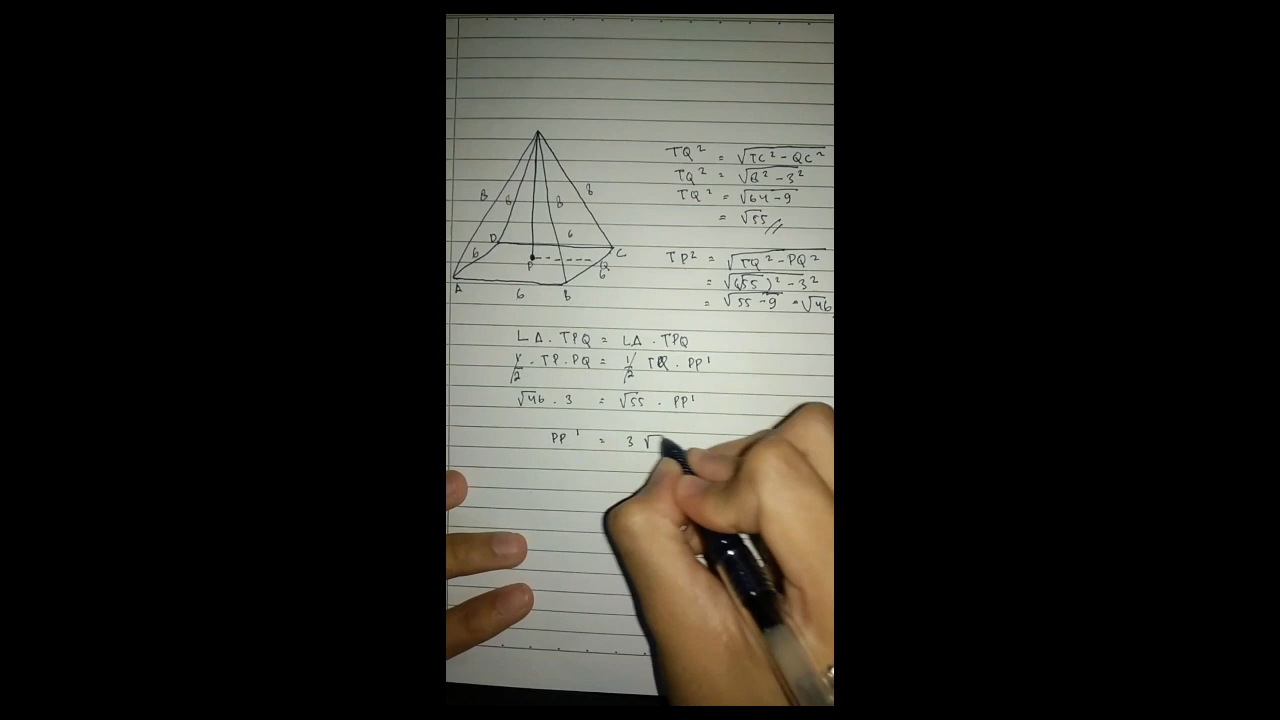 8 8 8 8
D 6
6 P Q C
6
A 6 B
TQ² = √TC² - QC²
TQ² = √8² - 3²
TQ² = √64 - 9
= √55 //
TP² = √TQ² - PQ²
= √(√55)² - 3²
= √55 - 9 = √46
LΔ . TPQ = LΔ . TPQ
1/2 . TP . PQ = 1/2 TQ . PP'
√46 . 3 = √55 . PP'
PP' = 3 √